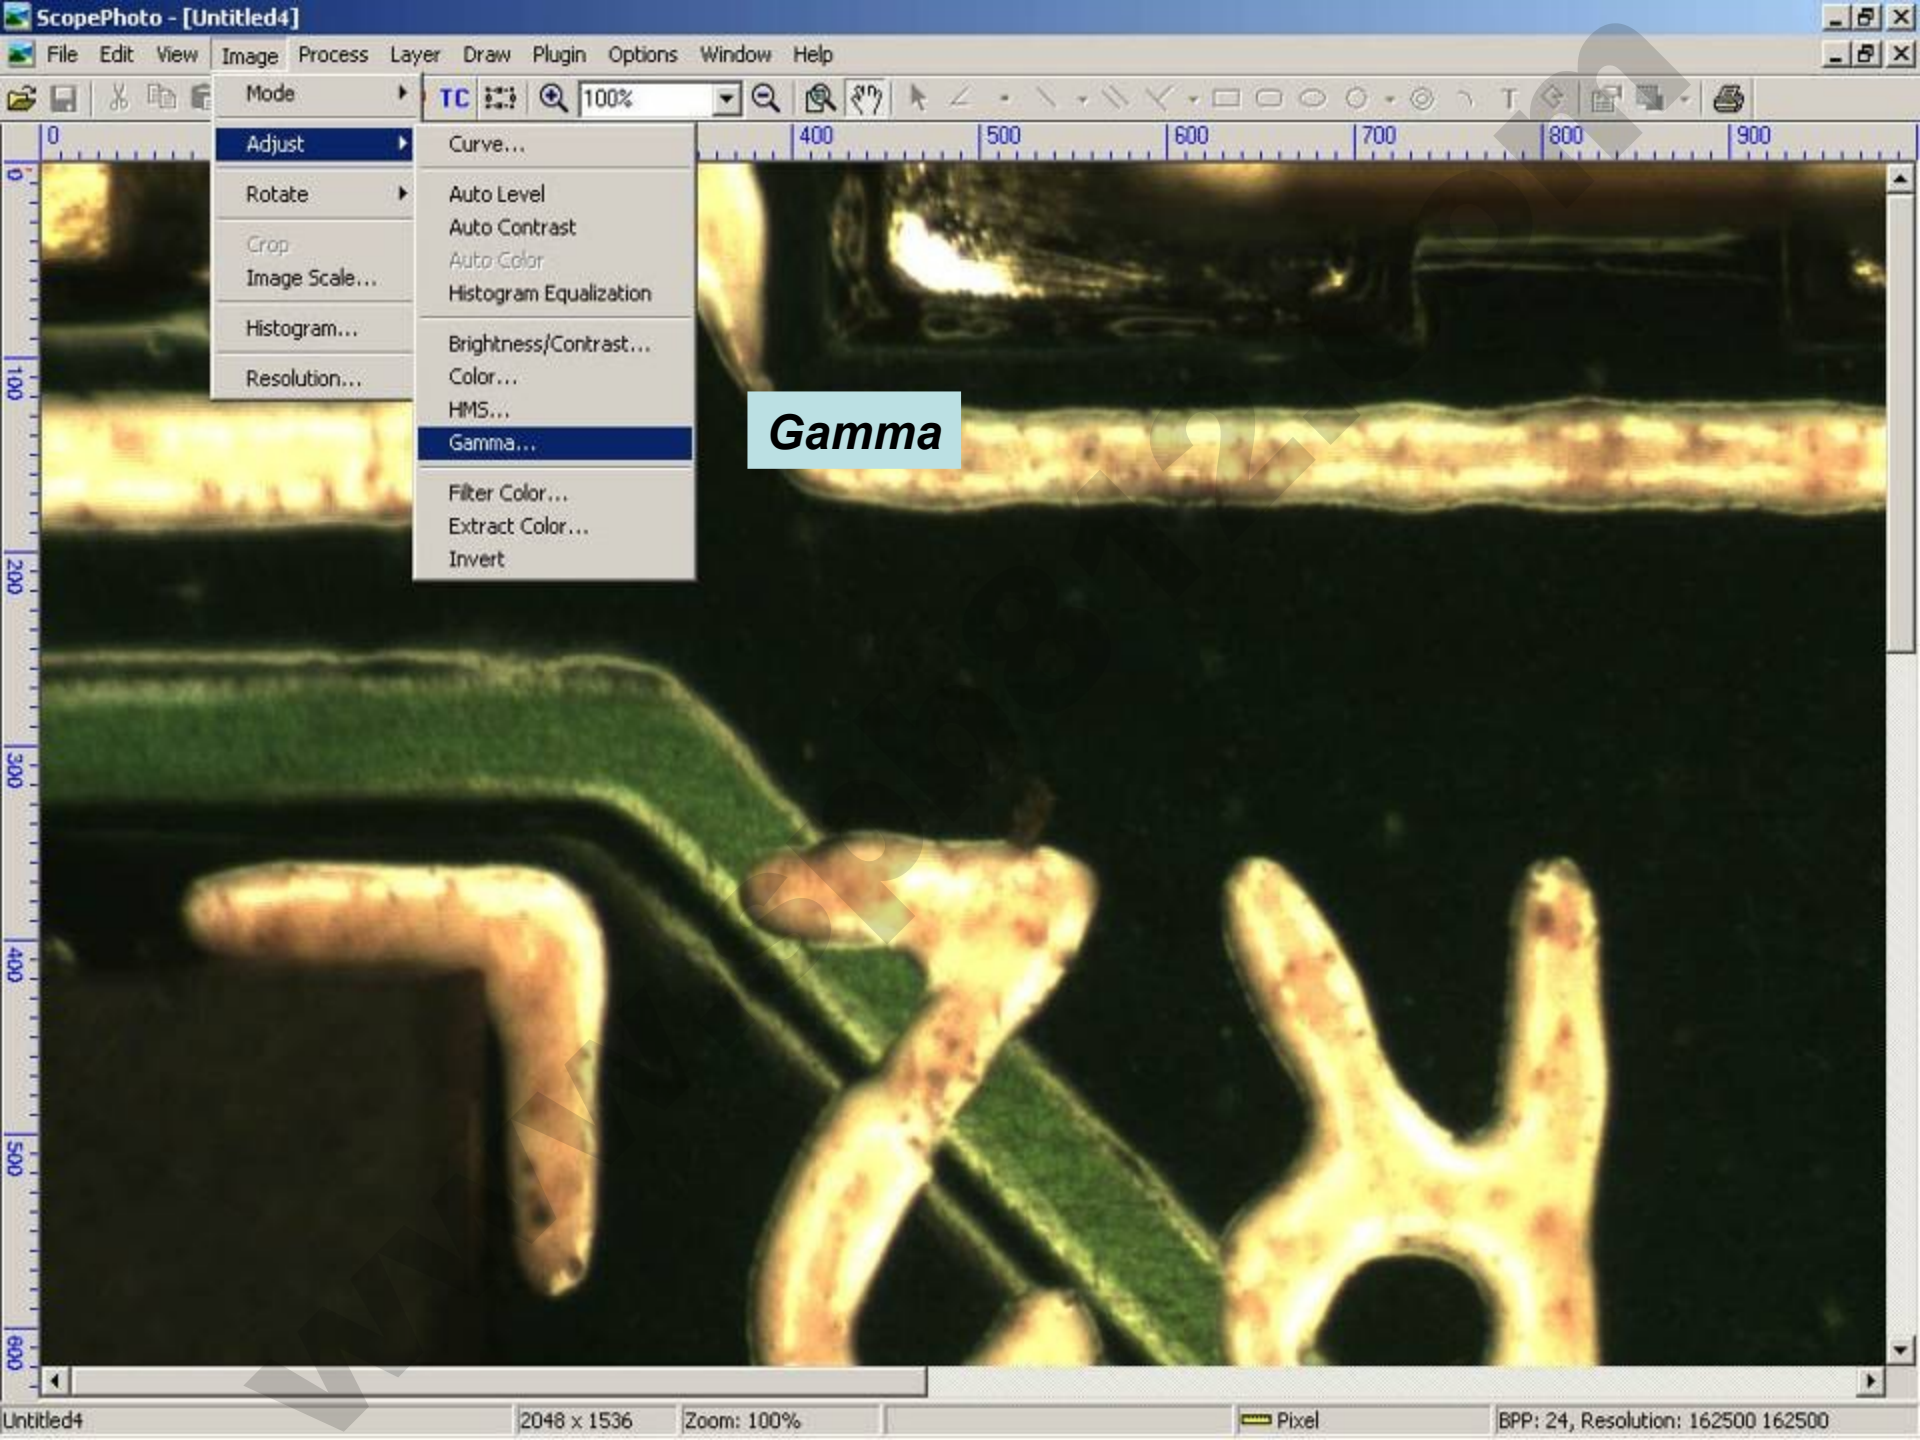 ScopePhoto - [Untitled4]
File Edit View Image Process Layer Draw Plugin Options Window Help
Mode
TC
100%
Adjust
Rotate
Crop
Image Scale...
Histogram...
Resolution...
Curve...
Auto Level
Auto Contrast
Auto Color
Histogram Equalization
Brightness/Contrast...
Color...
HMS...
Gamma...
Filter Color...
Extract Color...
Invert
0 400 500 600 700 800 900
0
100
200
300
400
500
600
Gamma
Untitled4 2048 x 1536 Zoom: 100% Pixel BPP: 24, Resolution: 162500 162500